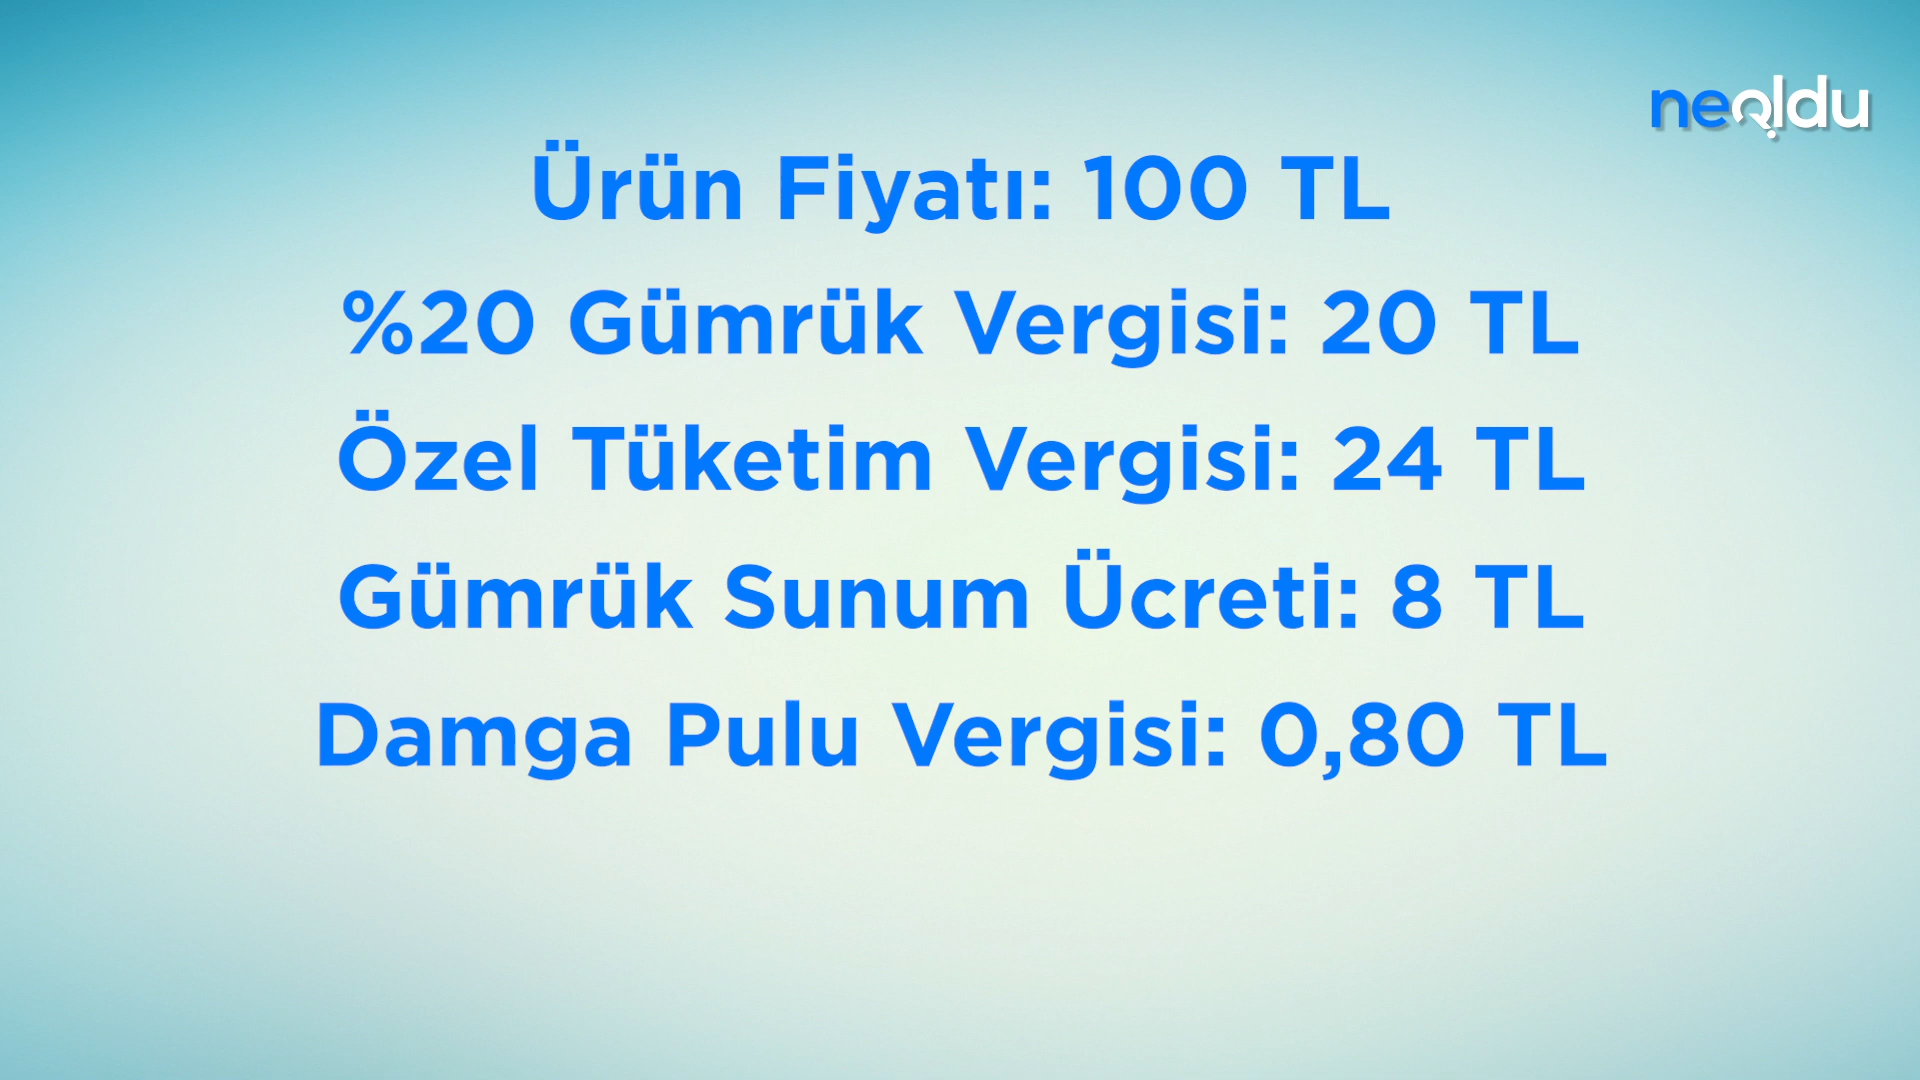 neoldu
Ürün Fiyatı: 100 TL
%20 Gümrük Vergisi: 20 TL
Özel Tüketim Vergisi: 24 TL
Gümrük Sunum Ücreti: 8 TL
Damga Pulu Vergisi: 0,80 TL